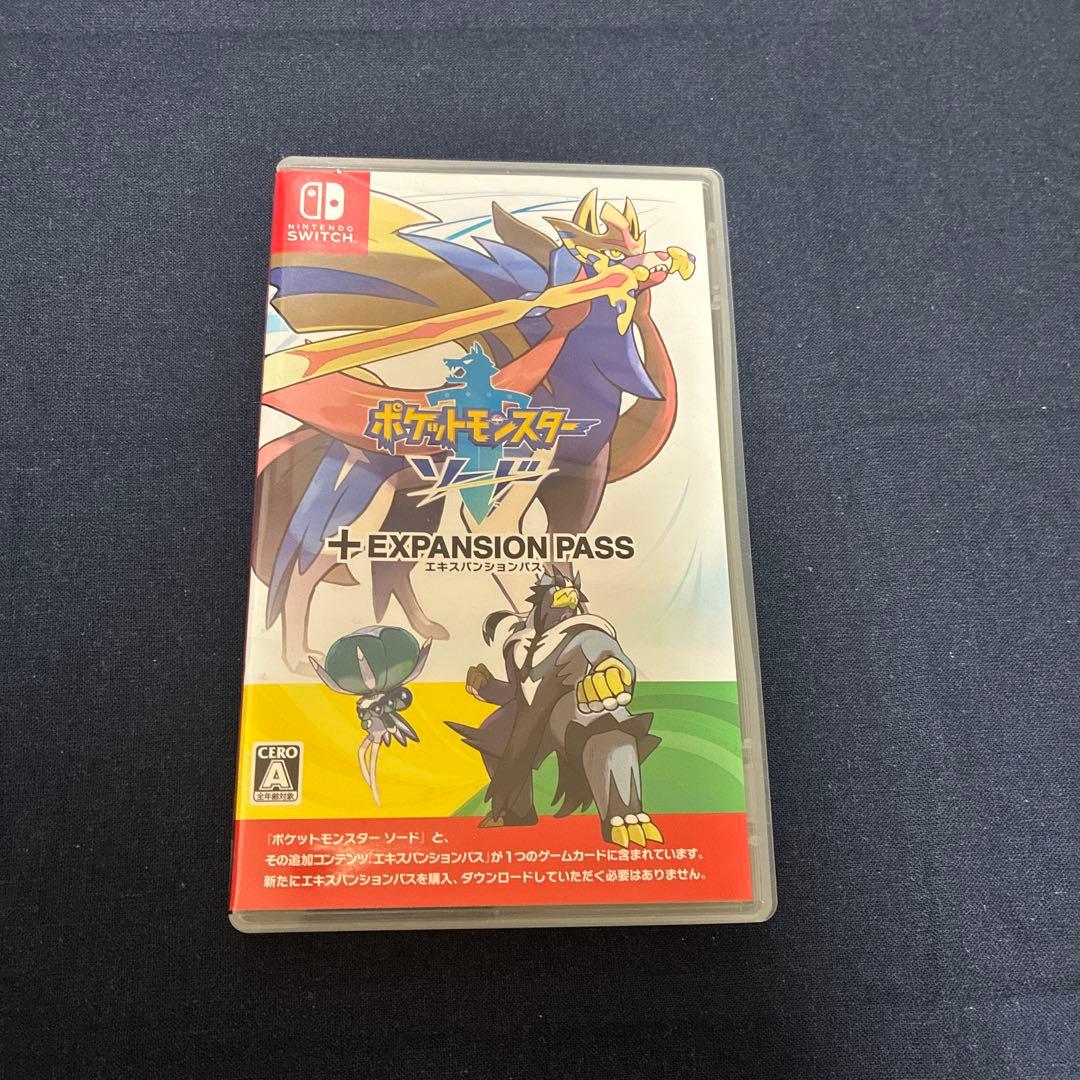 NINTENDO
SWITCH
ポケットモンスター
ソード
+EXPANSION PASS
エキスパンションパス
CERO
A
全年齢対象
『ポケットモンスター ソード』と、
その追加コンテンツ『エキスパンションパス』が1つのゲームカードに含まれています。
新たにエキスパンションパスを購入、ダウンロードしていただく必要はありません。